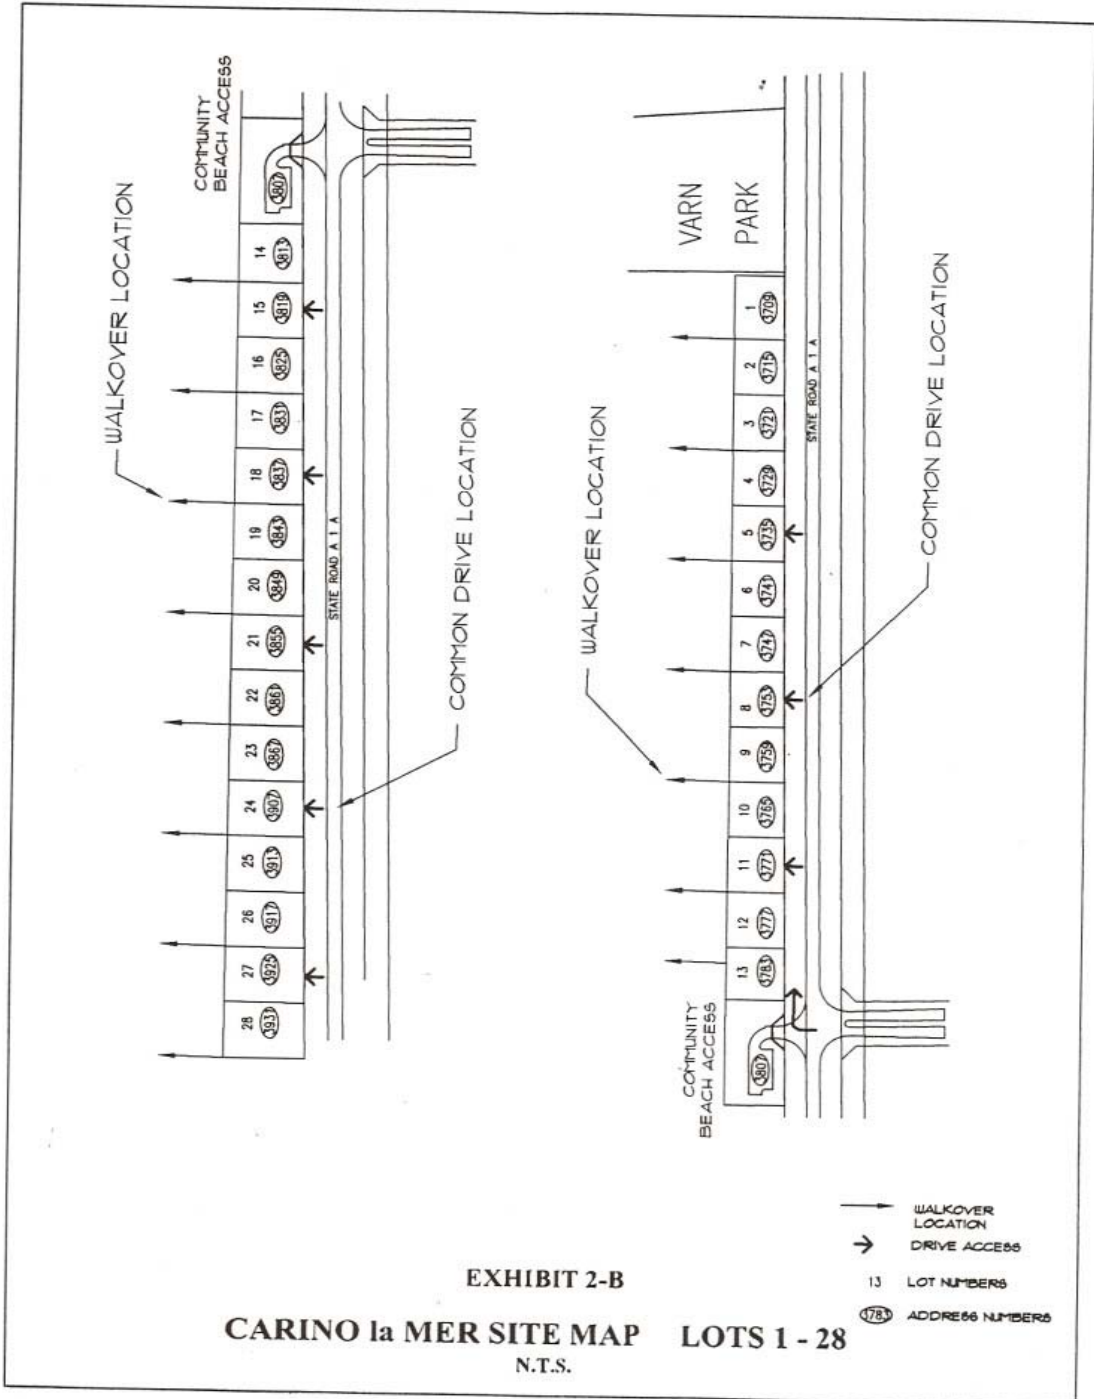 COMMUNITY
BEACH ACCESS
3807
14 3813
15 3819
16 3825
17 3831
18 3837
19 3843
20 3849
21 3855
22 3861
23 3867
24 3907
25 3913
26 3917
27 3925
28 3931
WALKOVER LOCATION
STATE ROAD A 1 A
COMMON DRIVE LOCATION
VARN
PARK
1 3709
2 3715
3 3721
4 3729
5 3735
6 3741
7 3747
8 3753
9 3759
10 3765
11 3771
12 3777
13 3783
WALKOVER LOCATION
STATE ROAD A 1 A
COMMON DRIVE LOCATION
COMMUNITY
BEACH ACCESS
3807
WALKOVER
LOCATION
DRIVE ACCESS
13 LOT NUMBERS
3783 ADDRESS NUMBERS
EXHIBIT 2-B
CARINO la MER SITE MAP LOTS 1 - 28
N.T.S.